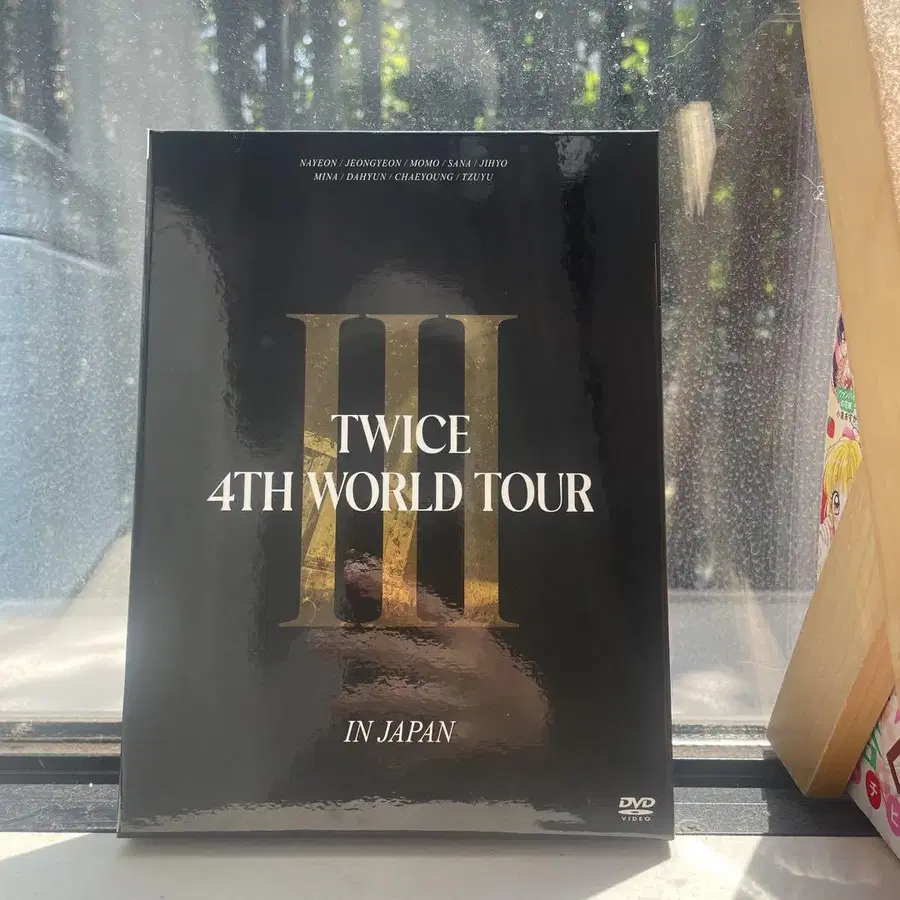 NAYEON / JEONGYEON / MOMO / SANA / JIHYO
MINA / DAHYUN / CHAEYOUNG / TZUYU
III
TWICE
4TH WORLD TOUR
IN JAPAN
DVD
VIDEO